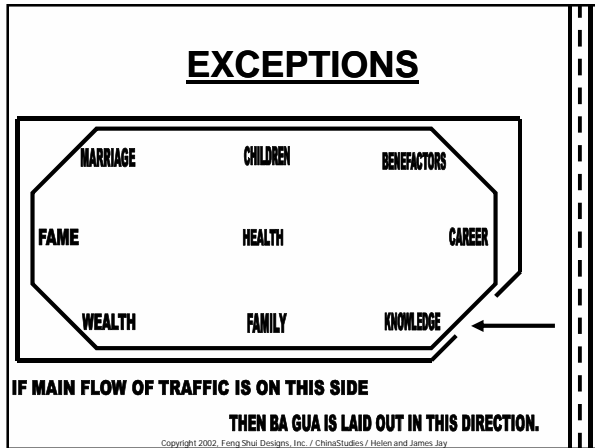 EXCEPTIONS
MARRIAGE CHILDREN BENEFACTORS
FAME HEALTH CAREER
WEALTH FAMILY KNOWLEDGE
IF MAIN FLOW OF TRAFFIC IS ON THIS SIDE
THEN BA GUA IS LAID OUT IN THIS DIRECTION.
Copyright 2002, Feng Shui Designs, Inc. / ChinaStudies / Helen and James Jay